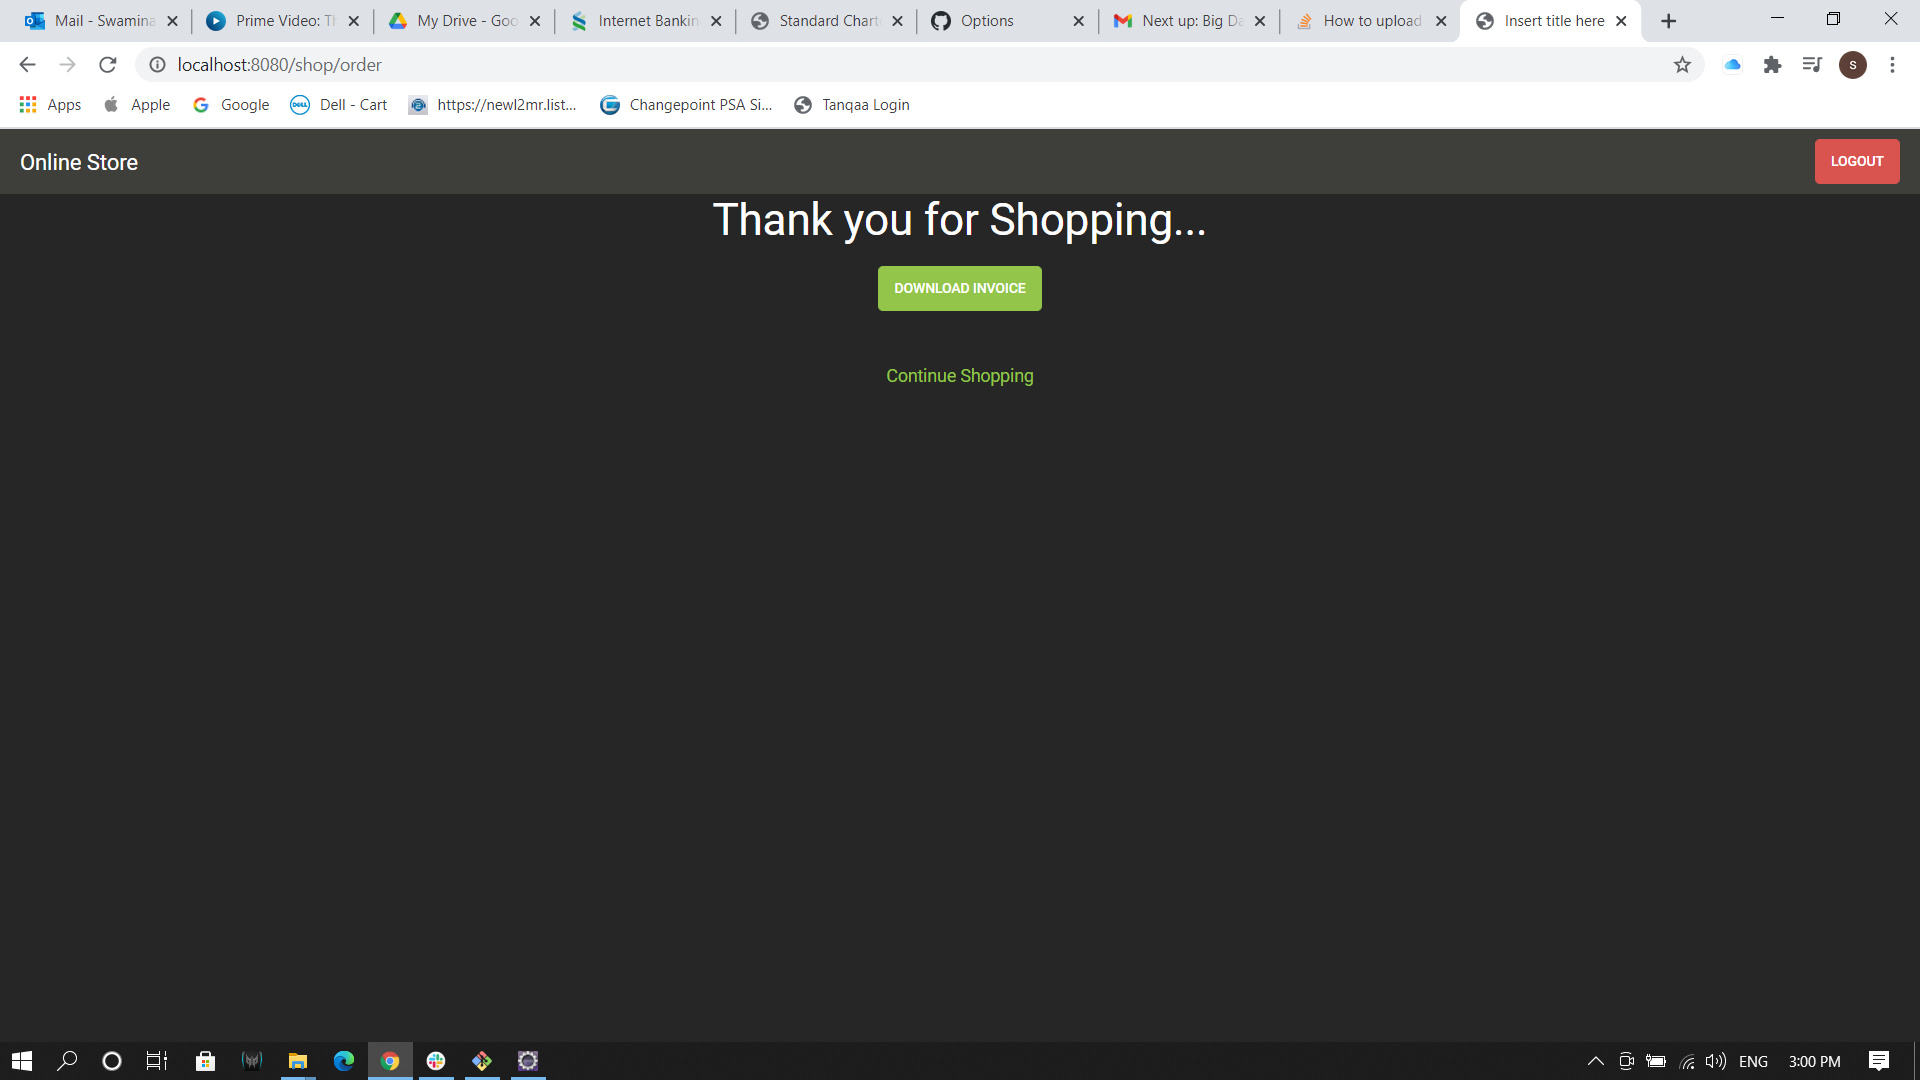 Mail - Swamina
Prime Video: Th
My Drive - Goo
Internet Bankin
Standard Chart
Options
Next up: Big Da
How to upload
Insert title here
localhost:8080/shop/order
S
Apps
Apple
Google
Dell - Cart
https://newl2mr.list...
Changepoint PSA Si...
Tanqaa Login
Online Store
LOGOUT
Thank you for Shopping...
DOWNLOAD INVOICE
Continue Shopping
ENG
3:00 PM